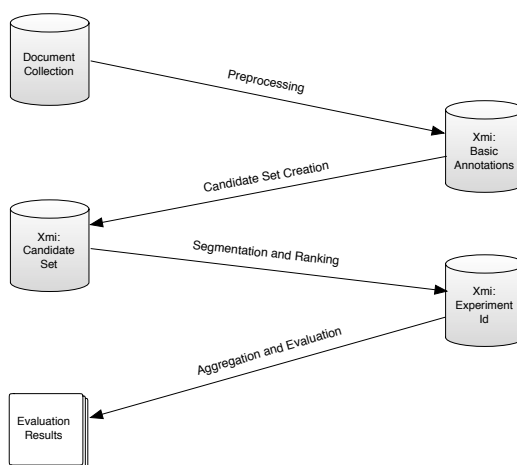 Document
Collection
Preprocessing
Xmi:
Basic
Annotations
Candidate Set Creation
Xmi:
Candidate
Set
Segmentation and Ranking
Xmi:
Experiment
Id
Aggregation and Evaluation
Evaluation
Results